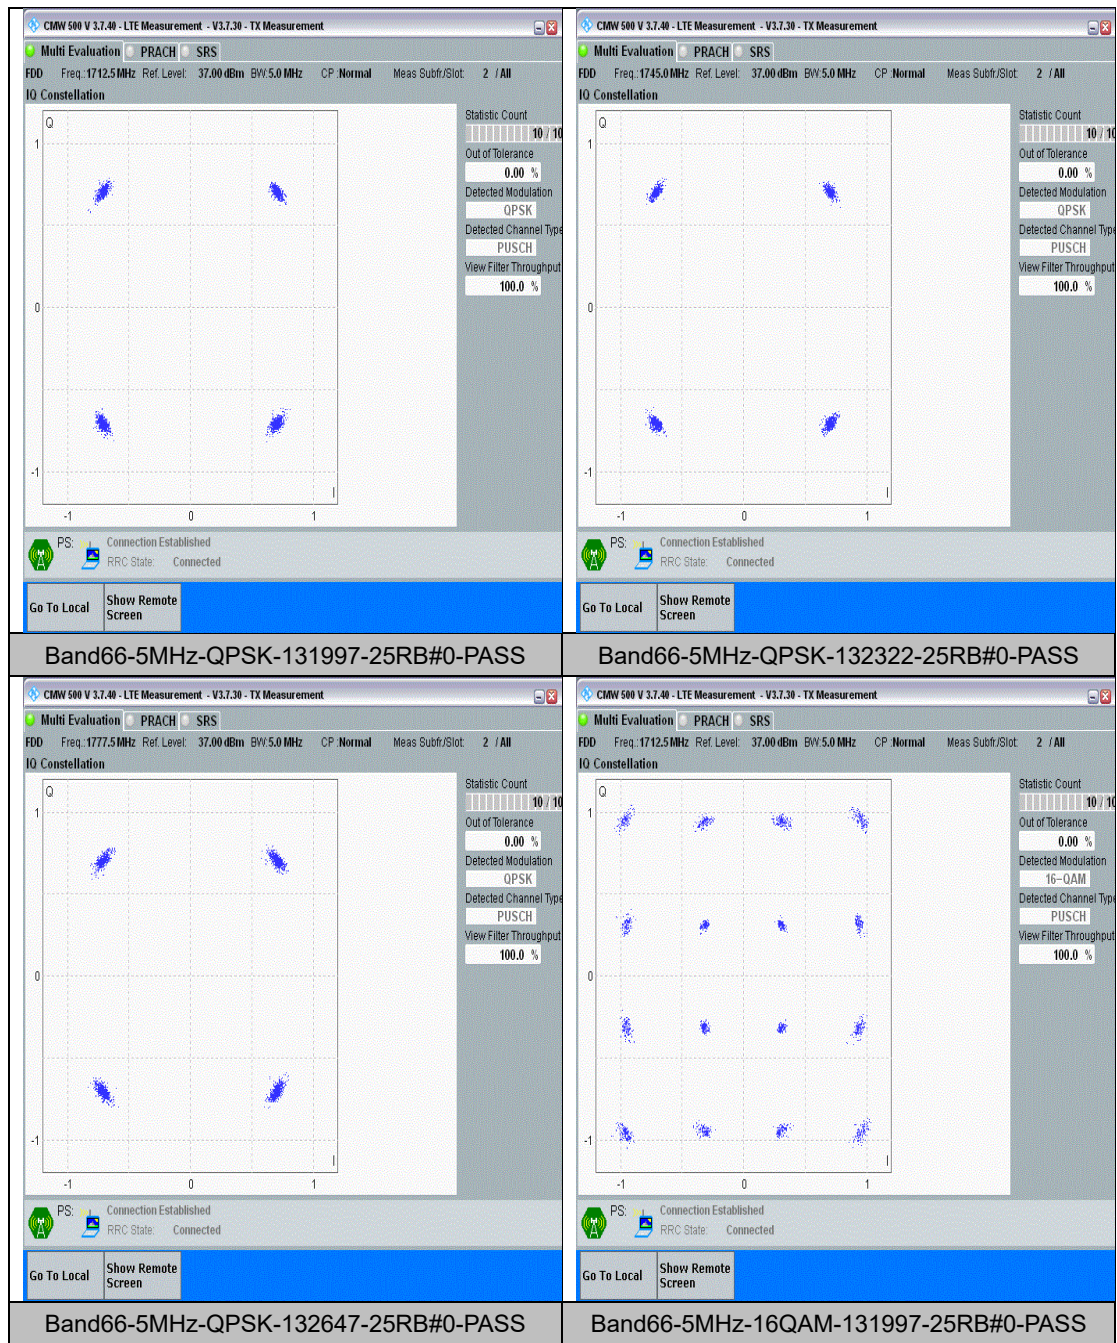 CMW 500 V 3.7.40 - LTE Measurement - V3.7.30 - TX Measurement
Multi Evaluation PRACH SRS
FDD Freq.:1712.5 MHz Ref. Level: 37.00 dBm BW:5.0 MHz CP :Normal Meas Subfr./Slot: 2 / All
IQ Constellation
Q
1
0
-1
-1 0 1
I
Statistic Count
10 / 10
Out of Tolerance
0.00 %
Detected Modulation
QPSK
Detected Channel Type
PUSCH
View Filter Throughput
100.0 %
PS: Connection Established
RRC State: Connected
Go To Local
Show Remote
Screen
Band66-5MHz-QPSK-131997-25RB#0-PASS
CMW 500 V 3.7.40 - LTE Measurement - V3.7.30 - TX Measurement
Multi Evaluation PRACH SRS
FDD Freq.:1745.0 MHz Ref. Level: 37.00 dBm BW:5.0 MHz CP :Normal Meas Subfr./Slot: 2 / All
IQ Constellation
Q
1
0
-1
-1 0 1
I
Statistic Count
10 / 10
Out of Tolerance
0.00 %
Detected Modulation
QPSK
Detected Channel Type
PUSCH
View Filter Throughput
100.0 %
PS: Connection Established
RRC State: Connected
Go To Local
Show Remote
Screen
Band66-5MHz-QPSK-132322-25RB#0-PASS
CMW 500 V 3.7.40 - LTE Measurement - V3.7.30 - TX Measurement
Multi Evaluation PRACH SRS
FDD Freq.:1777.5 MHz Ref. Level: 37.00 dBm BW:5.0 MHz CP :Normal Meas Subfr./Slot: 2 / All
IQ Constellation
Q
1
0
-1
-1 0 1
I
Statistic Count
10 / 10
Out of Tolerance
0.00 %
Detected Modulation
QPSK
Detected Channel Type
PUSCH
View Filter Throughput
100.0 %
PS: Connection Established
RRC State: Connected
Go To Local
Show Remote
Screen
Band66-5MHz-QPSK-132647-25RB#0-PASS
CMW 500 V 3.7.40 - LTE Measurement - V3.7.30 - TX Measurement
Multi Evaluation PRACH SRS
FDD Freq.:1712.5 MHz Ref. Level: 37.00 dBm BW:5.0 MHz CP :Normal Meas Subfr./Slot: 2 / All
IQ Constellation
Q
1
0
-1
-1 0 1
I
Statistic Count
10 / 10
Out of Tolerance
0.00 %
Detected Modulation
16-QAM
Detected Channel Type
PUSCH
View Filter Throughput
100.0 %
PS: Connection Established
RRC State: Connected
Go To Local
Show Remote
Screen
Band66-5MHz-16QAM-131997-25RB#0-PASS